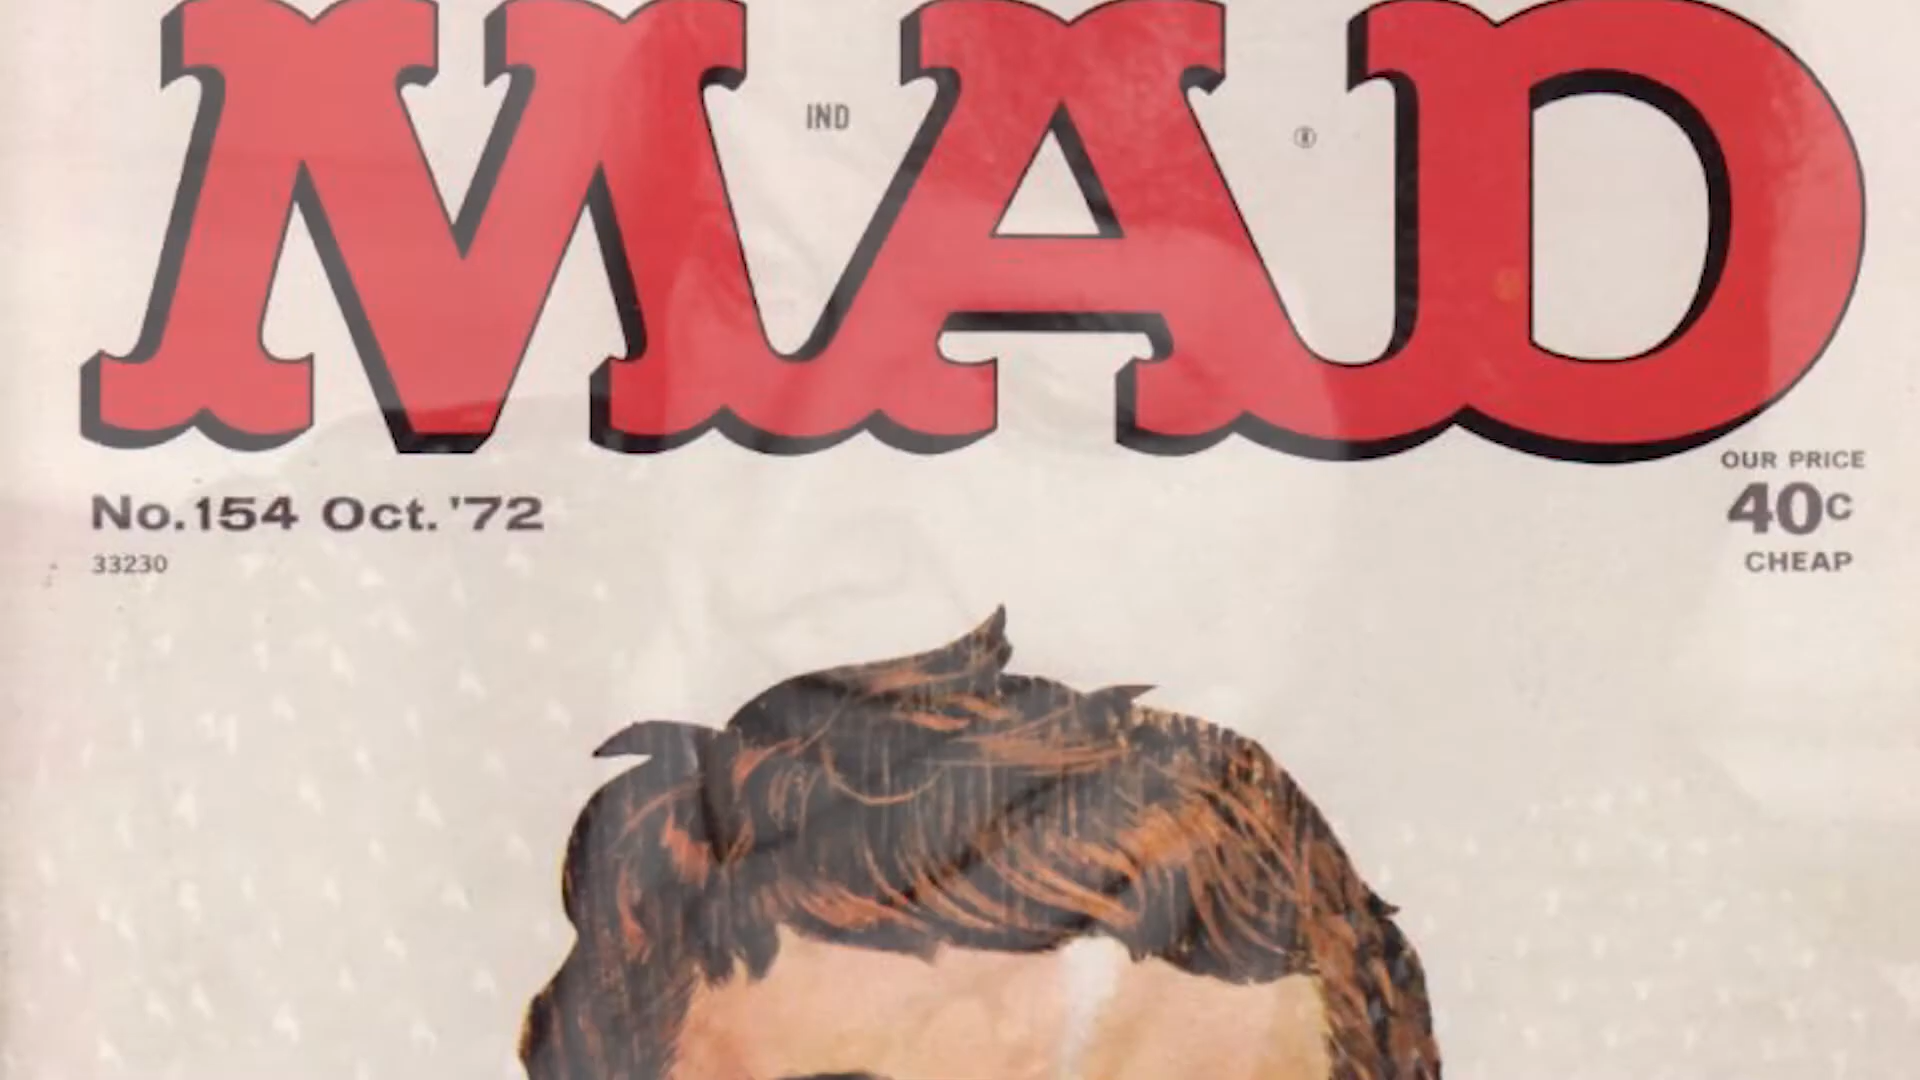 MAD
IND
®
No.154 Oct. '72
33230
OUR PRICE
40c
CHEAP